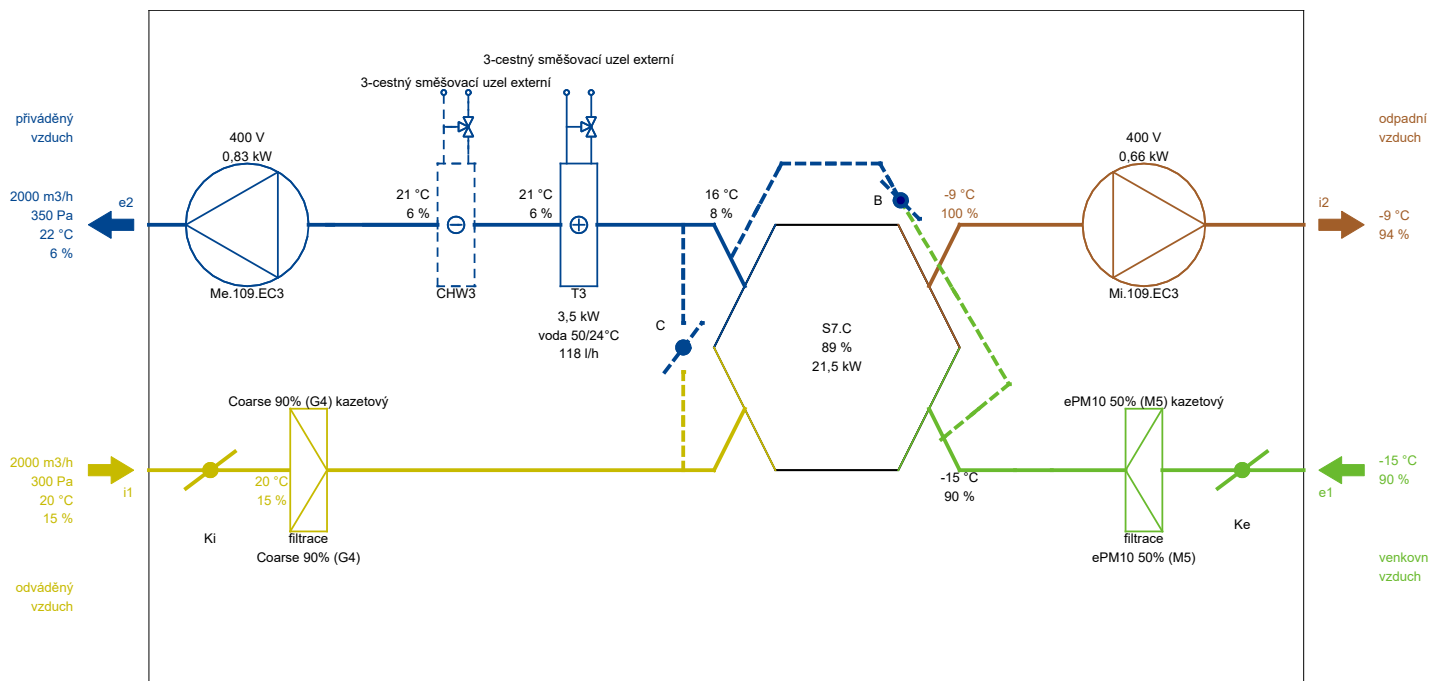 3-cestný směšovací uzel externí
3-cestný směšovací uzel externí
přiváděný
vzduch
400 V
0,83 kW
2000 m3/h
350 Pa
22 °C
6 %
e2
21 °C
6 %
21 °C
6 %
16 °C
8 %
B
-9 °C
100 %
400 V
0,66 kW
odpadní
vzduch
i2
-9 °C
94 %
Me.109.EC3
CHW3
T3
3,5 kW
voda 50/24°C
118 l/h
C
S7.C
89 %
21,5 kW
Mi.109.EC3
Coarse 90% (G4) kazetový
ePM10 50% (M5) kazetový
2000 m3/h
300 Pa
20 °C
15 %
i1
20 °C
15 %
Ki
filtrace
Coarse 90% (G4)
-15 °C
90 %
filtrace
ePM10 50% (M5)
Ke
e1
-15 °C
90 %
odváděný
vzduch
venkovn
vzduch